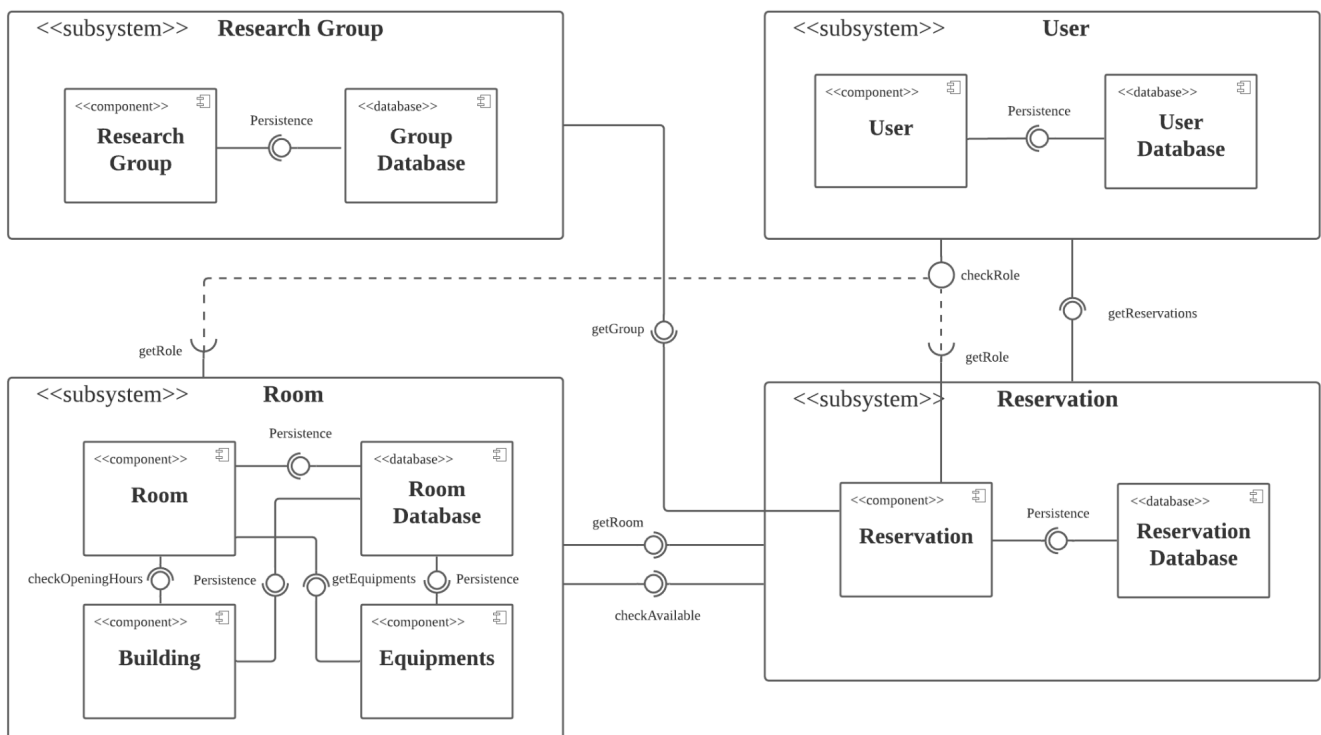 <<subsystem>> Research Group
<<component>>
Research
Group
Persistence
<<database>>
Group
Database
<<subsystem>> User
<<component>>
User
Persistence
<<database>>
User
Database
checkRole
getReservations
getGroup
getRole
getRole
<<subsystem>> Room
<<component>>
Room
Persistence
<<database>>
Room
Database
checkOpeningHours
Persistence
getEquipments
Persistence
<<component>>
Building
<<component>>
Equipments
getRoom
checkAvailable
<<subsystem>> Reservation
<<component>>
Reservation
Persistence
<<database>>
Reservation
Database